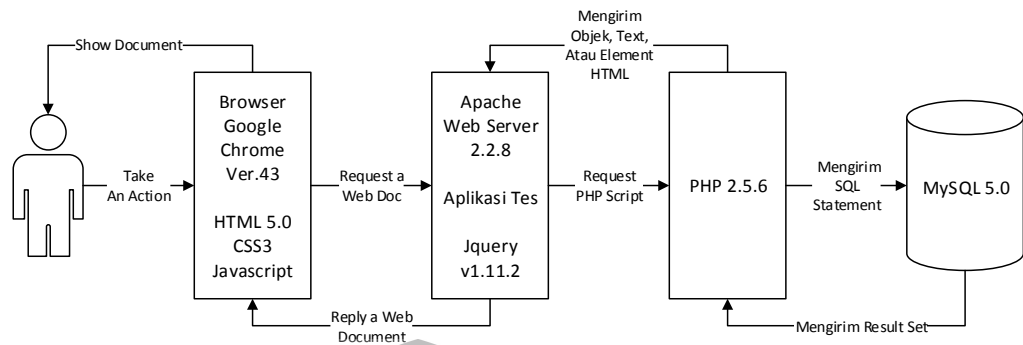 Show Document
Take
An Action
Browser
Google
Chrome
Ver.43
HTML 5.0
CSS3
Javascript
Request a
Web Doc
Reply a Web
Document
Apache
Web Server
2.2.8
Aplikasi Tes
Jquery
v1.11.2
Mengirim
Objek, Text,
Atau Element
HTML
Request
PHP Script
PHP 2.5.6
Mengirim
SQL
Statement
MySQL 5.0
Mengirim Result Set